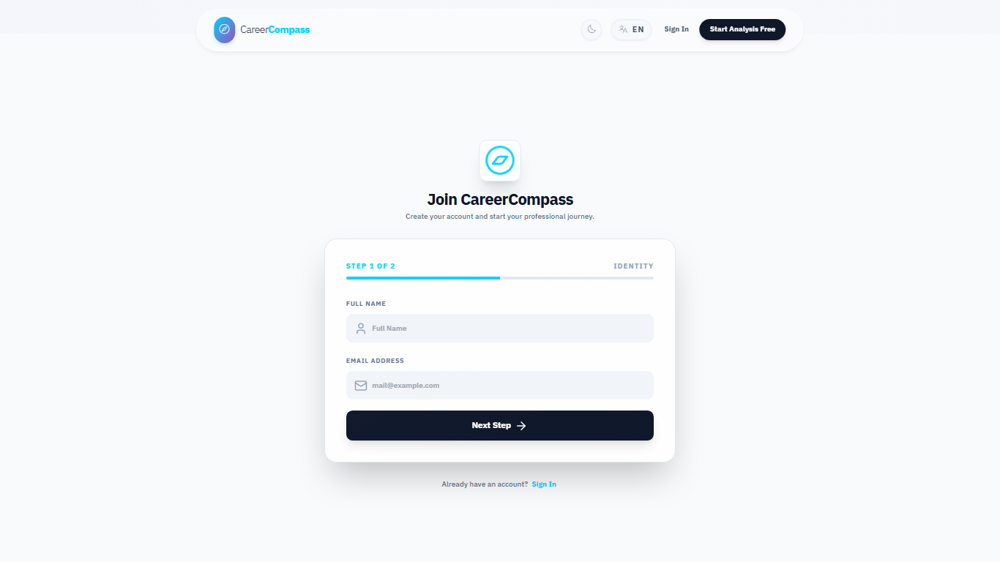 CareerCompass
EN
Sign In
Start Analysis Free
Join CareerCompass
Create your account and start your professional journey.
STEP 1 OF 2
IDENTITY
FULL NAME
Full Name
EMAIL ADDRESS
mail@example.com
Next Step
Already have an account? Sign In